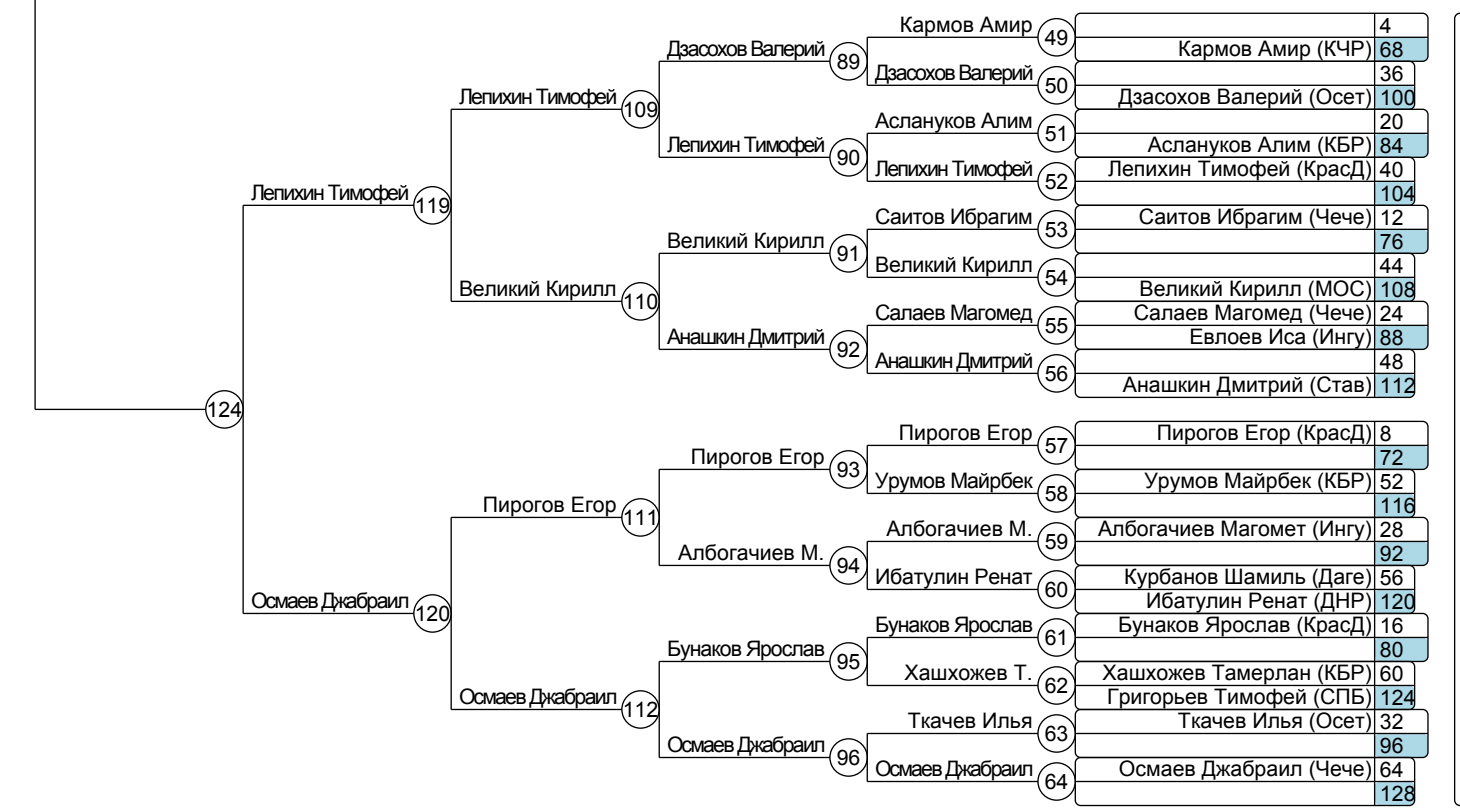 Кармов Амир 49 4
Дзасохов Валерий 89 Кармов Амир (КЧР) 68
Дзасохов Валерий 50 36
Лепихин Тимофей 109 Дзасохов Валерий (Осет) 100
Аслануков Алим 51 20
Лепихин Тимофей 90 Аслануков Алим (КБР) 84
Лепихин Тимофей 52 Лепихин Тимофей (КрасД) 40
104
Лепихин Тимофей 119
Саитов Ибрагим 53 Саитов Ибрагим (Чече) 12
Великий Кирилл 91 76
Великий Кирилл 54 44
Великий Кирилл 110 Великий Кирилл (МОС) 108
Салаев Магомед 55 Салаев Магомед (Чече) 24
Анашкин Дмитрий 92 Евлоев Иса (Ингу) 88
Анашкин Дмитрий 56 48
Анашкин Дмитрий (Став) 112
124
Пирогов Егор 57 Пирогов Егор (КрасД) 8
Пирогов Егор 93 72
Урумов Майрбек 58 Урумов Майрбек (КБР) 52
Пирогов Егор 111 116
Албогачиев М. 59 Албогачиев Магомет (Ингу) 28
Албогачиев М. 94 92
Ибатулин Ренат 60 Курбанов Шамиль (Даге) 56
Осмаев Джабраил 120 Ибатулин Ренат (ДНР) 120
Бунаков Ярослав 61 Бунаков Ярослав (КрасД) 16
Бунаков Ярослав 95 80
Хашхожев Т. 62 Хашхожев Тамерлан (КБР) 60
Осмаев Джабраил 112 Григорьев Тимофей (СПБ) 124
Ткачев Илья 63 Ткачев Илья (Осет) 32
Осмаев Джабраил 96 96
Осмаев Джабраил 64 Осмаев Джабраил (Чече) 64
128